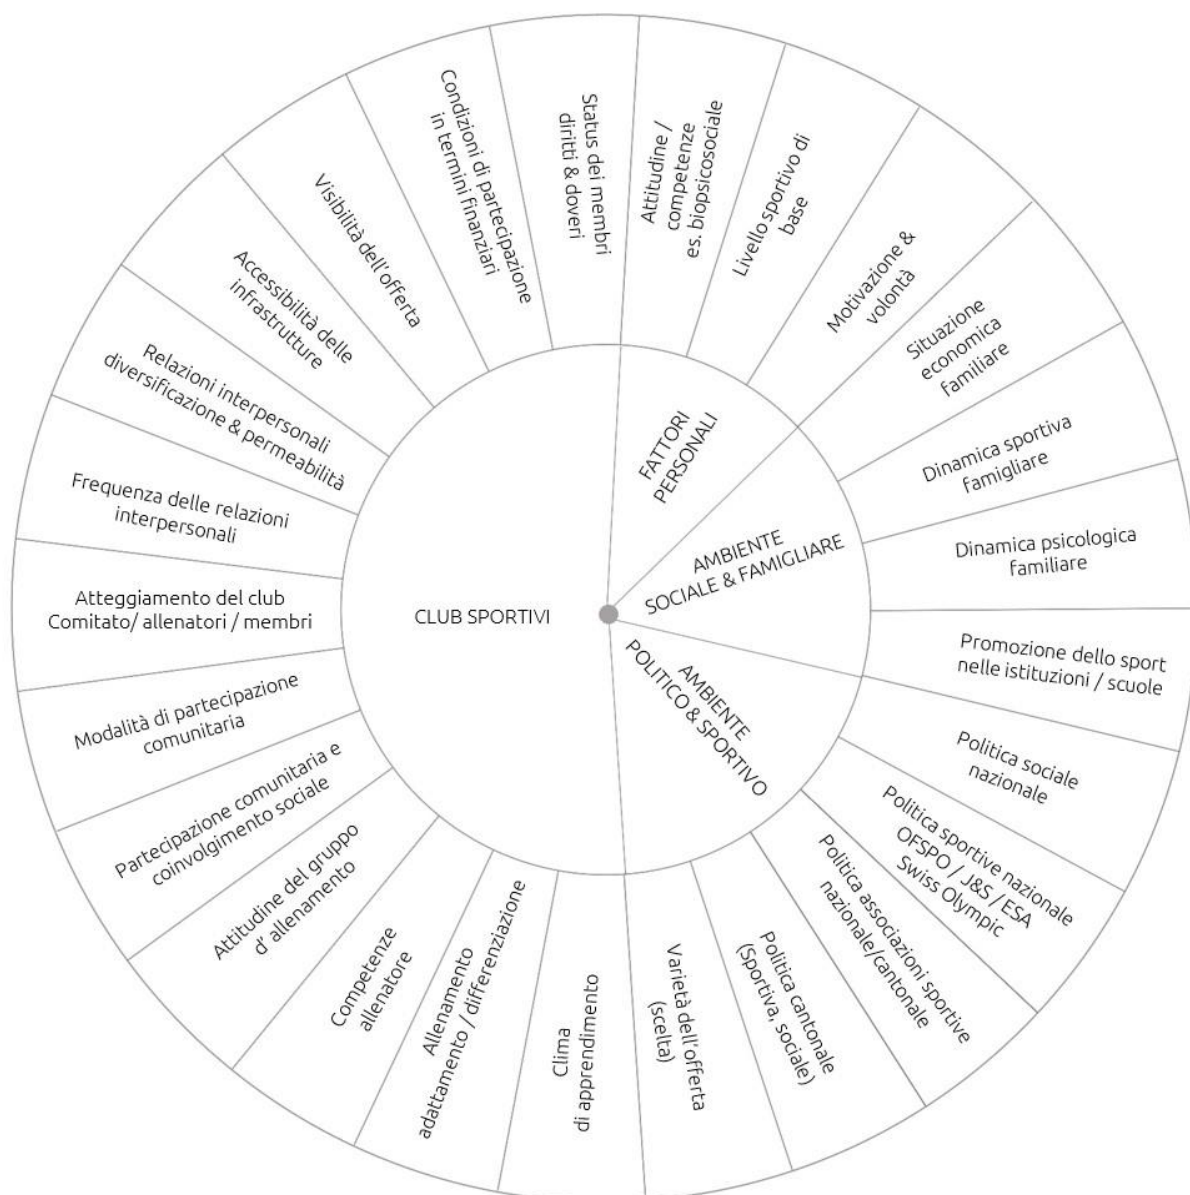 Status dei membri
diritti & doveri
Attitudine /
competenze
es. biopsicosociale
Livello sportivo di
base
Motivazione &
volontà
Situazione
economica
familiare
Dinamica sportiva
famigliare
Dinamica psicologica
familiare
Promozione dello sport
nelle istituzioni / scuole
Politica sociale
nazionale
Politica sportive nazionale
OFSPO / J&S / ESA
Swiss Olympic
Politica associazioni sportive
nazionale/cantonale
Politica cantonale
(Sportiva, sociale)
Varietà dell'offerta
(scelta)
Clima
di apprendimento
Allenamento
adattamento / differenziazione
Competenze
allenatore
Attitudine del gruppo
d' allenamento
Partecipazione comunitaria e
coinvolgimento sociale
Modalità di partecipazione
comunitaria
Atteggiamento del club
Comitato/ allenatori / membri
Frequenza delle relazioni
interpersonali
Relazioni interpersonali
diversificazione & permeabilità
Accessibilità delle
infrastrutture
Visibilità dell'offerta
Condizioni di partecipazione
in termini finanziari
FATTORI
PERSONALI
AMBIENTE
SOCIALE & FAMIGLIARE
AMBIENTE
POLITICO & SPORTIVO
CLUB SPORTIVI